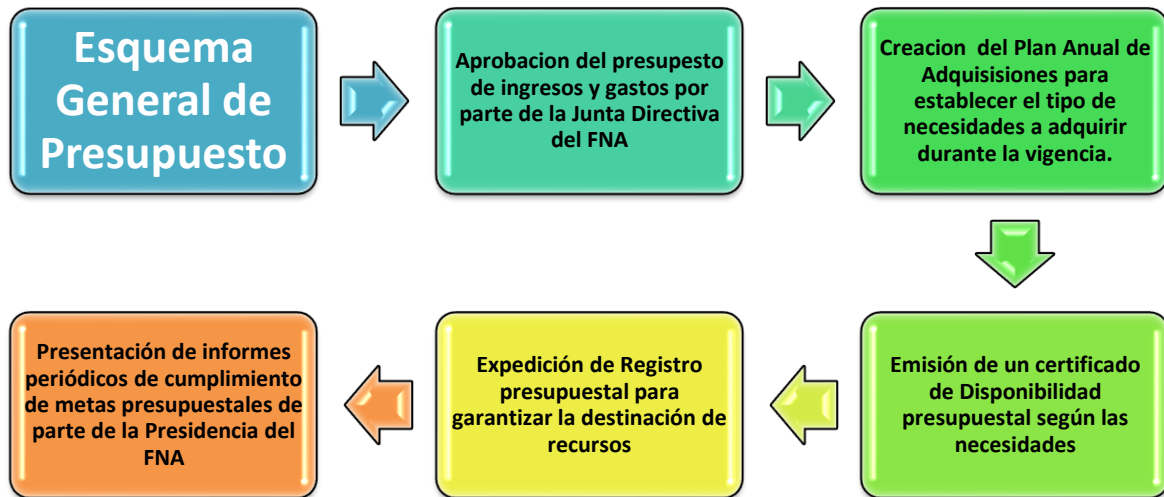 Esquema
General de
Presupuesto
Aprobacion del presupesto
de ingresos y gastos por
parte de la Junta Directiva
del FNA
Creacion del Plan Anual de
Adquisisiones para
establecer el tipo de
necesidades a adquirir
durante la vigencia.
Emisión de un certificado
de Disponibilidad
presupuestal según las
necesidades
Expedición de Registro
presupuestal para
garantizar la destinación de
recursos
Presentación de informes
periódicos de cumplimiento
de metas presupuestales de
parte de la Presidencia del
FNA